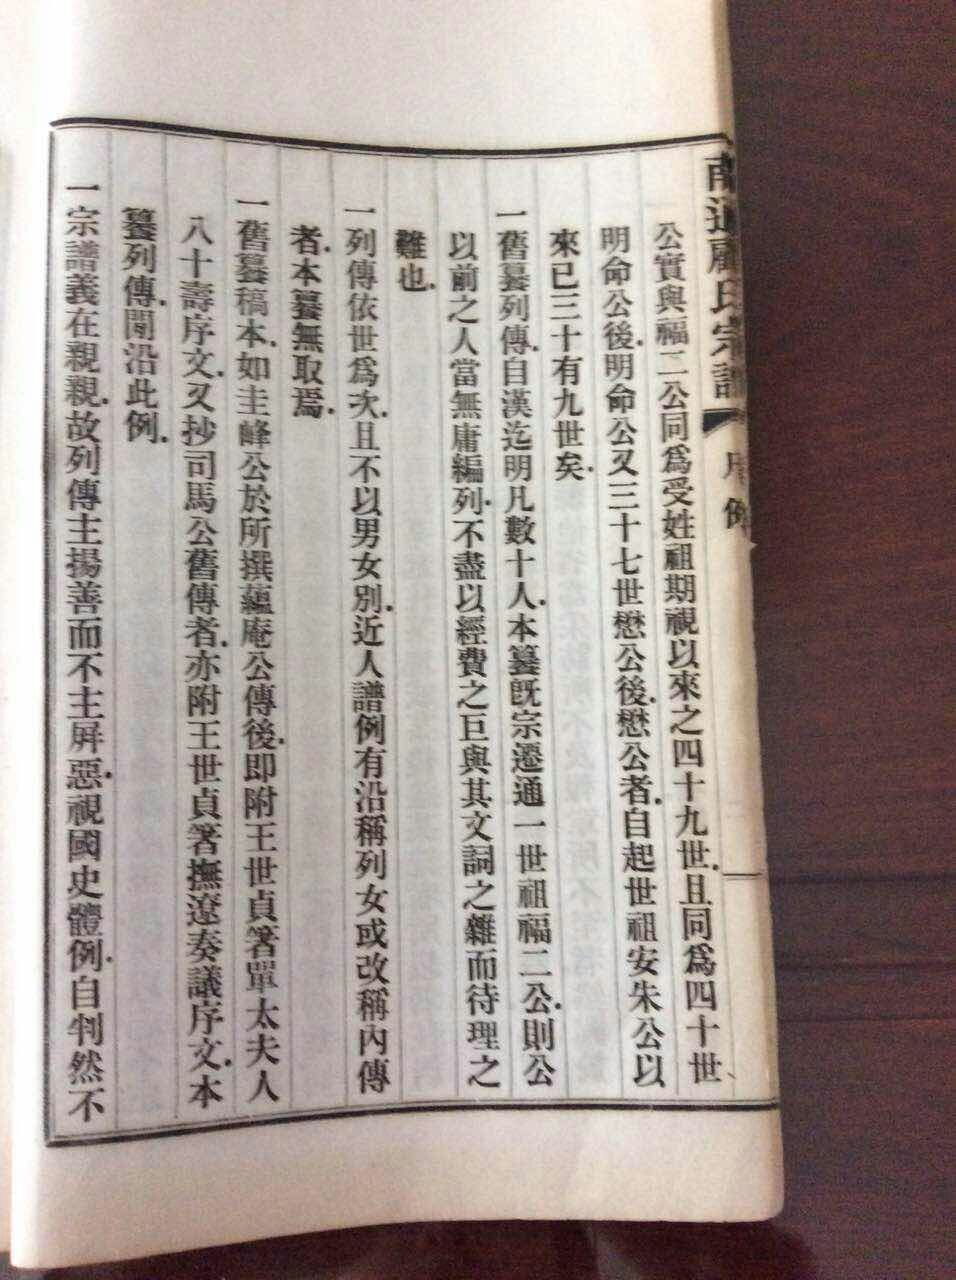 南通顧氏宗譜 凡例 一
公實與福二公同爲受姓祖期視以來之四十九世且同爲四十世
明命公後明命公又三十七世懋公後懋公者自起世祖安朱公以
來已三十有九世矣
一舊纂列傳自漢迄明凡數十人本纂旣宗遷通一世祖福二公則公
以前之人當無庸編列不盡以經費之巨與其文詞之雜而待理之
難也
一列傳依世爲次且不以男女別近人譜例有沿稱列女或改稱內傳
者本纂無取焉
一舊纂稿本如圭峰公於所撰蘊庵公傳後即附王世貞箸單太夫人
八十壽序文又抄司馬公舊傳者亦附王世貞箸撫遼奏議序文本
纂列傳閒沿此例
一宗譜義在親親故列傳主揚善而不主屛惡視國史體例自判然不